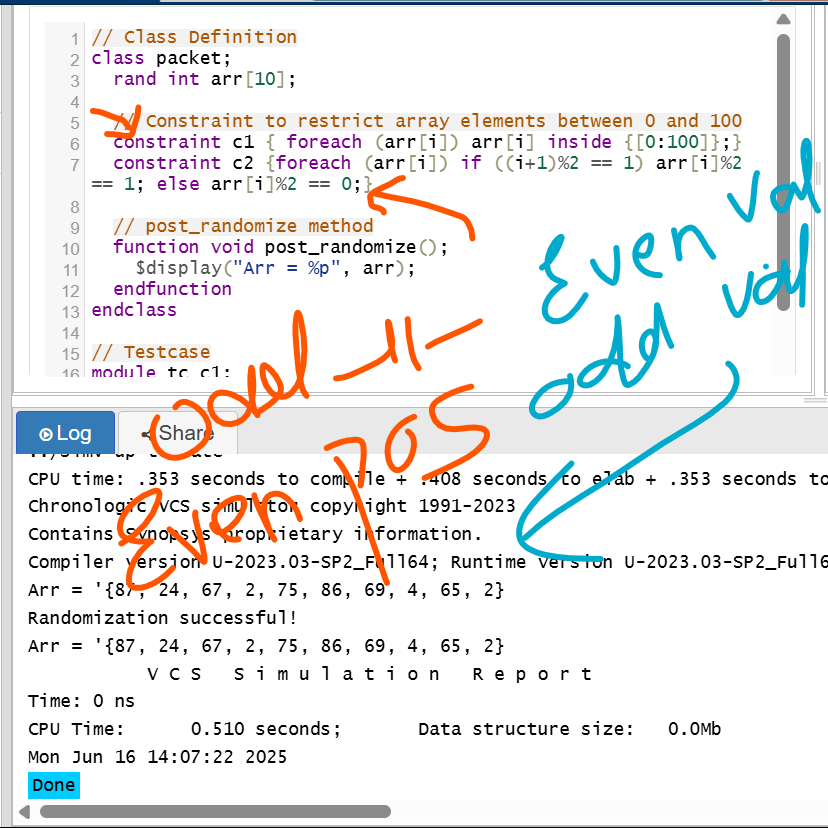 1 // Class Definition
2 class packet;
3 rand int arr[10];
4
5 // Constraint to restrict array elements between 0 and 100
6 constraint c1 { foreach (arr[i]) arr[i] inside {[0:100]};}
7 constraint c2 {foreach (arr[i]) if ((i+1)%2 == 1) arr[i]%2
== 1; else arr[i]%2 == 0;}
8
9 // post_randomize method
10 function void post_randomize();
11 $display("Arr = %p", arr);
12 endfunction
13 endclass
14
15 // Testcase
16 module tc_c1;
Even val
odd val
odd -11-
Even pos
Log Share
CPU time: .353 seconds to compile + .408 seconds to elab + .353 seconds to
Chronologic VCS simulator copyright 1991-2023
Contains Synopsys proprietary information.
Compiler version U-2023.03-SP2_Full64; Runtime version U-2023.03-SP2_Full6
Arr = '{87, 24, 67, 2, 75, 86, 69, 4, 65, 2}
Randomization successful!
Arr = '{87, 24, 67, 2, 75, 86, 69, 4, 65, 2}
V C S   S i m u l a t i o n   R e p o r t
Time: 0 ns
CPU Time:      0.510 seconds;       Data structure size:   0.0Mb
Mon Jun 16 14:07:22 2025
Done